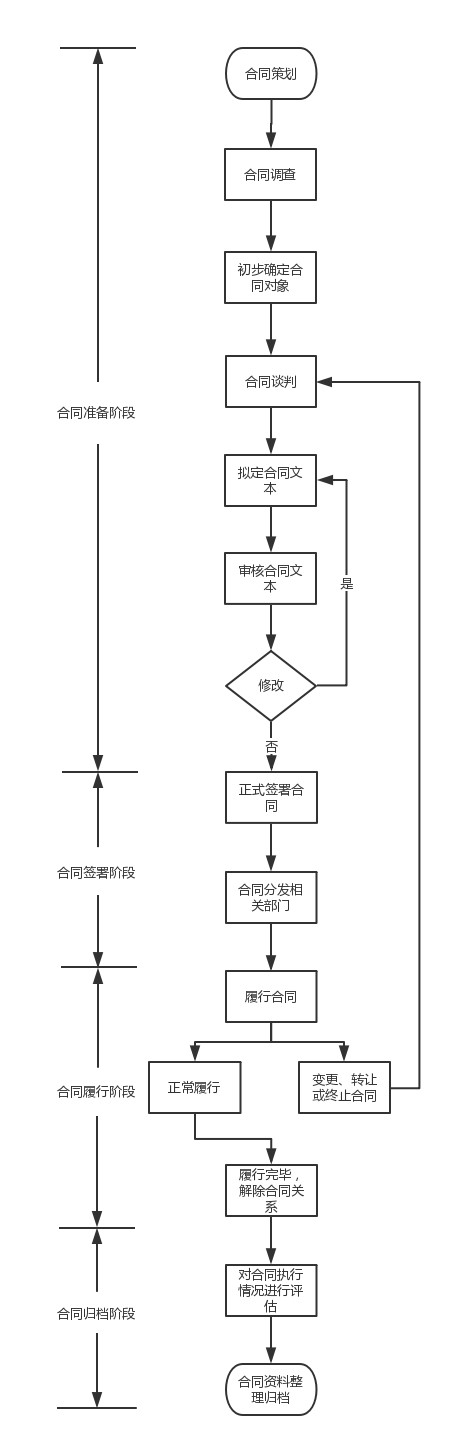 合同策划
合同调查
初步确定合
同对象
合同谈判
合同准备阶段
拟定合同文
本
审核合同文
本
是
修改
否
正式签署合
同
合同签署阶段
合同分发相
关部门
履行合同
合同履行阶段
正常履行
变更、转让
或终止合同
履行完毕，
解除合同关
系
对合同执行
情况进行评
估
合同归档阶段
合同资料整
理归档